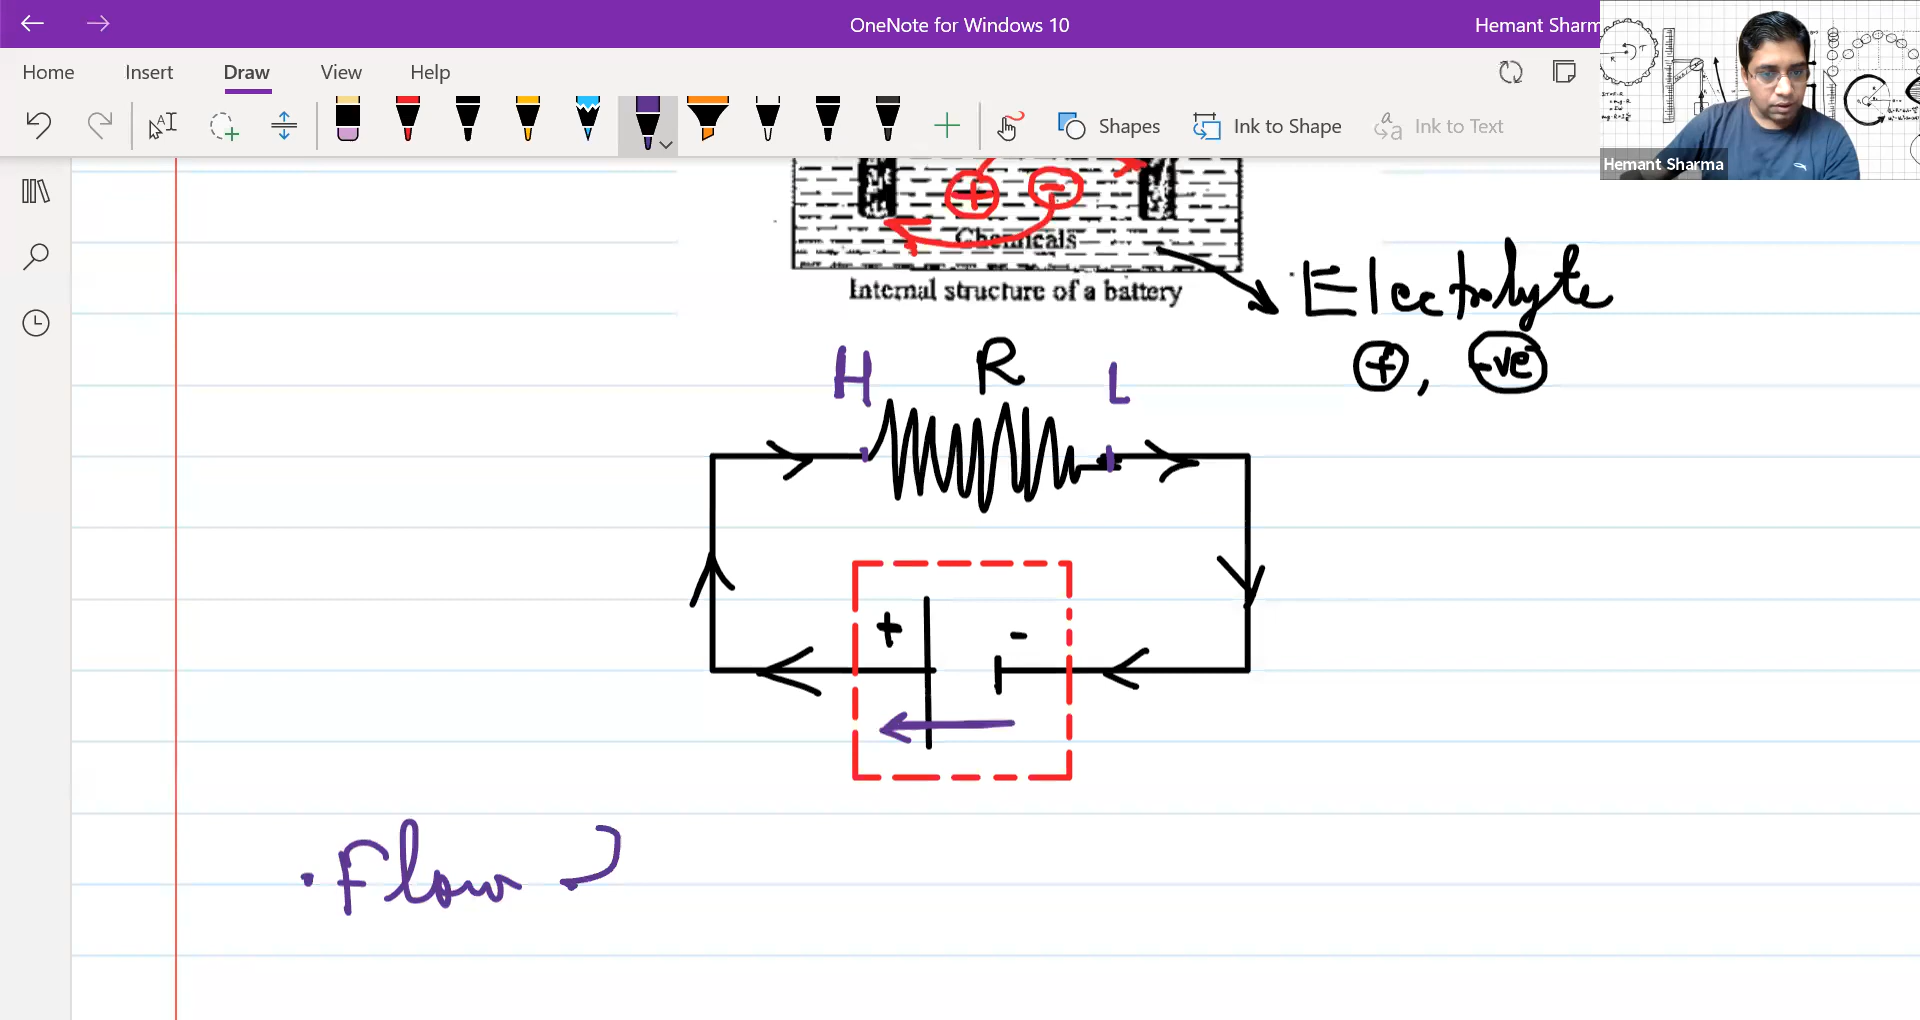 OneNote for Windows 10
Hemant Sharm
Home Insert Draw View Help
Shapes Ink to Shape Ink to Text
Hemant Sharma
+ -
Chemicals
Internal structure of a battery
Electrolyte
+, -ve
H R L
+ -
. Flow